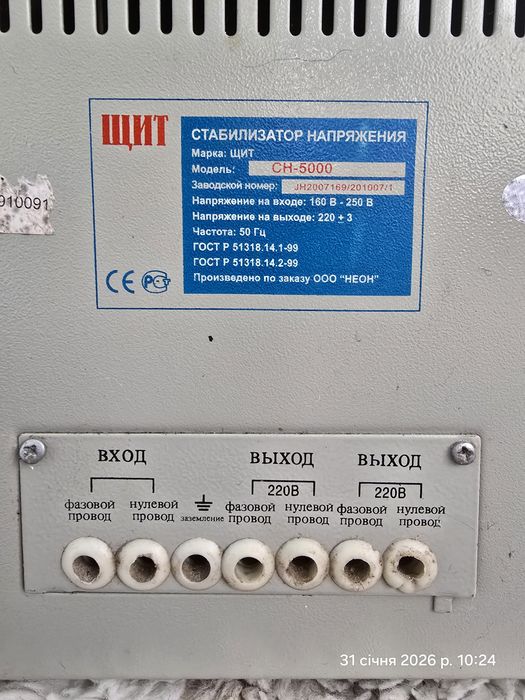 ЩИТ
СТАБИЛИЗАТОР НАПРЯЖЕНИЯ
Марка: ЩИТ
Модель: СН-5000
Заводской номер: JH2007169/201007/1
Напряжение на входе: 160 В - 250 В
Напряжение на выходе: 220 ± 3
Частота: 50 Гц
ГОСТ Р 51318.14.1-99
ГОСТ Р 51318.14.2-99
Произведено по заказу ООО "НЕОН"
CE РСТ
910091
ВХОД ВЫХОД ВЫХОД
220В 220В
фазовой провод нулевой провод заземление фазовой провод нулевой провод фазовой провод нулевой провод
31 січня 2026 р. 10:24